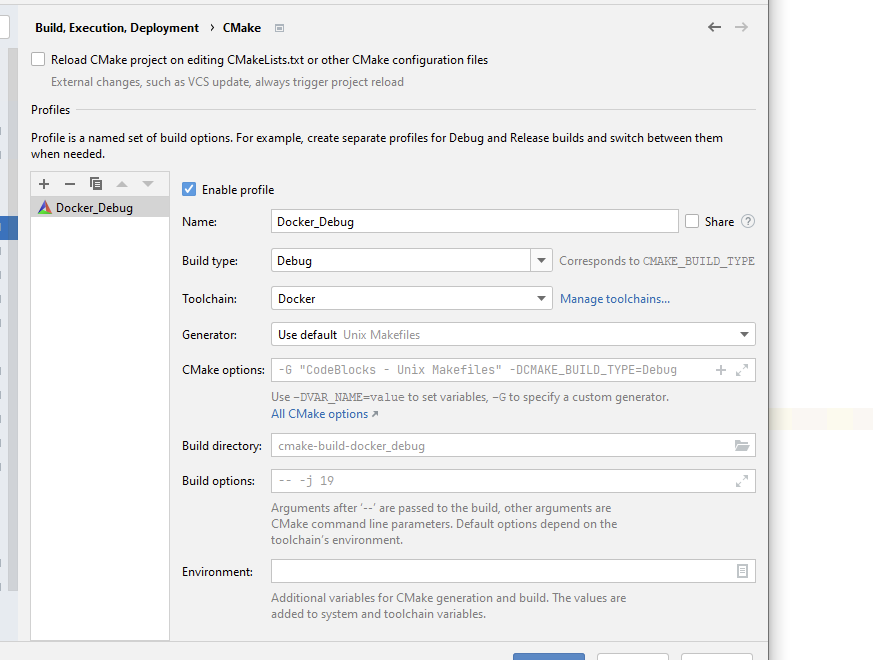 Build, Execution, Deployment › CMake
Reload CMake project on editing CMakeLists.txt or other CMake configuration files
External changes, such as VCS update, always trigger project reload
Profiles
Profile is a named set of build options. For example, create separate profiles for Debug and Release builds and switch between them
when needed.
Docker_Debug
Enable profile
Name: Docker_Debug Share ?
Build type: Debug Corresponds to CMAKE_BUILD_TYPE
Toolchain: Docker Manage toolchains...
Generator: Use default Unix Makefiles
CMake options: -G "CodeBlocks - Unix Makefiles" -DCMAKE_BUILD_TYPE=Debug
Use -DVAR_NAME=value to set variables, -G to specify a custom generator.
All CMake options ↗
Build directory: cmake-build-docker_debug
Build options: -- -j 19
Arguments after '--' are passed to the build, other arguments are
CMake command line parameters. Default options depend on the
toolchain's environment.
Environment:
Additional variables for CMake generation and build. The values are
added to system and toolchain variables.